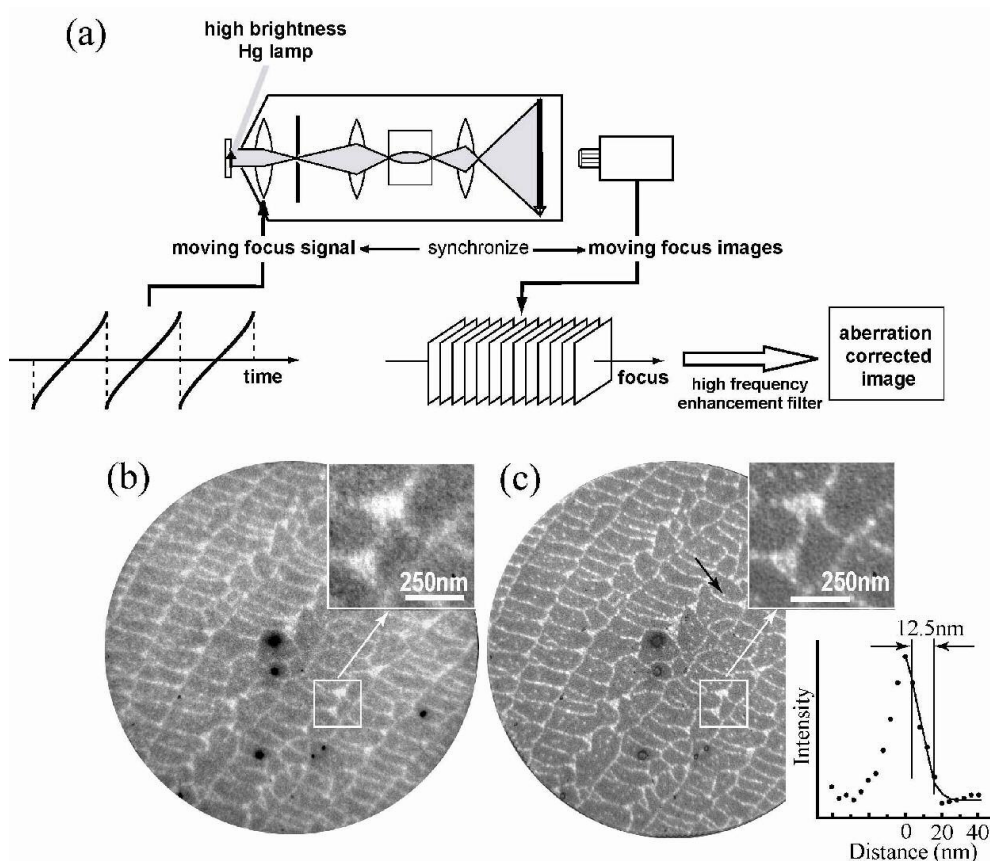 (a)
high brightness
Hg lamp
moving focus signal
synchronize
moving focus images
time
focus
high frequency
enhancement filter
aberration
corrected
image
(b)
250nm
(c)
250nm
12.5nm
Intensity
0 20 40
Distance (nm)